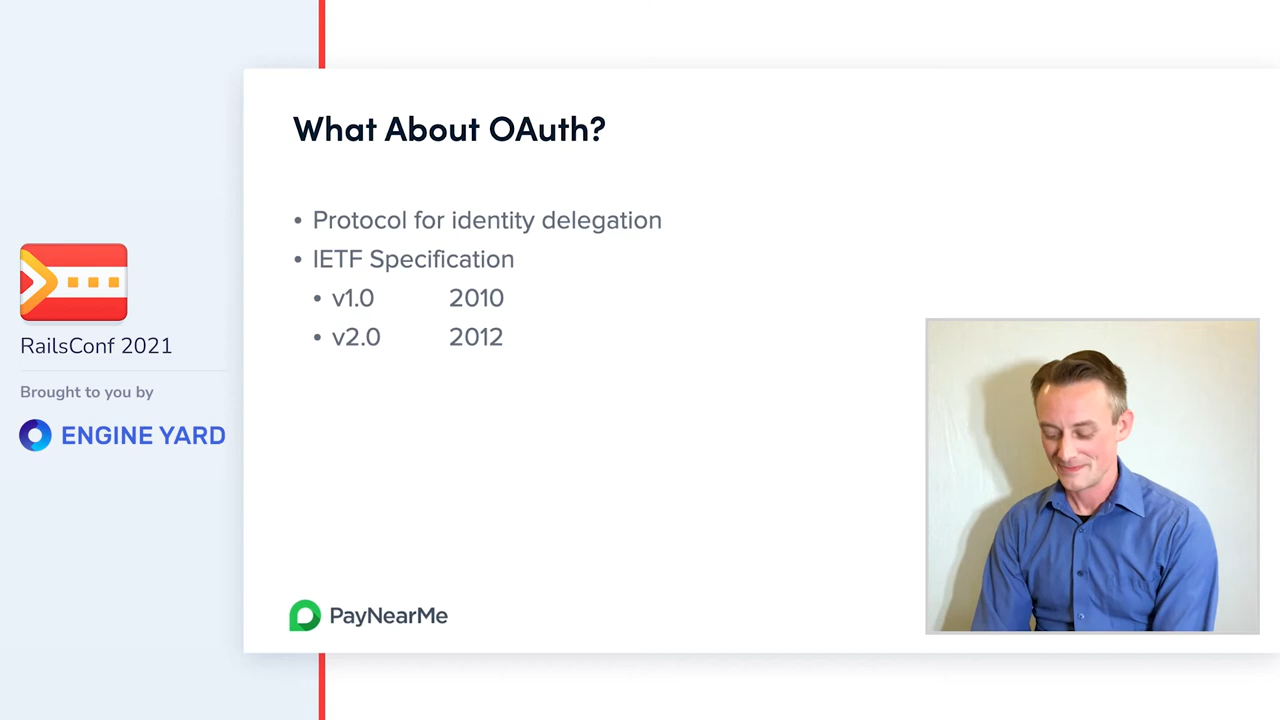 What About OAuth?
• Protocol for identity delegation
• IETF Specification
• v1.0 2010
• v2.0 2012
RailsConf 2021
Brought to you by
ENGINE YARD
PayNearMe